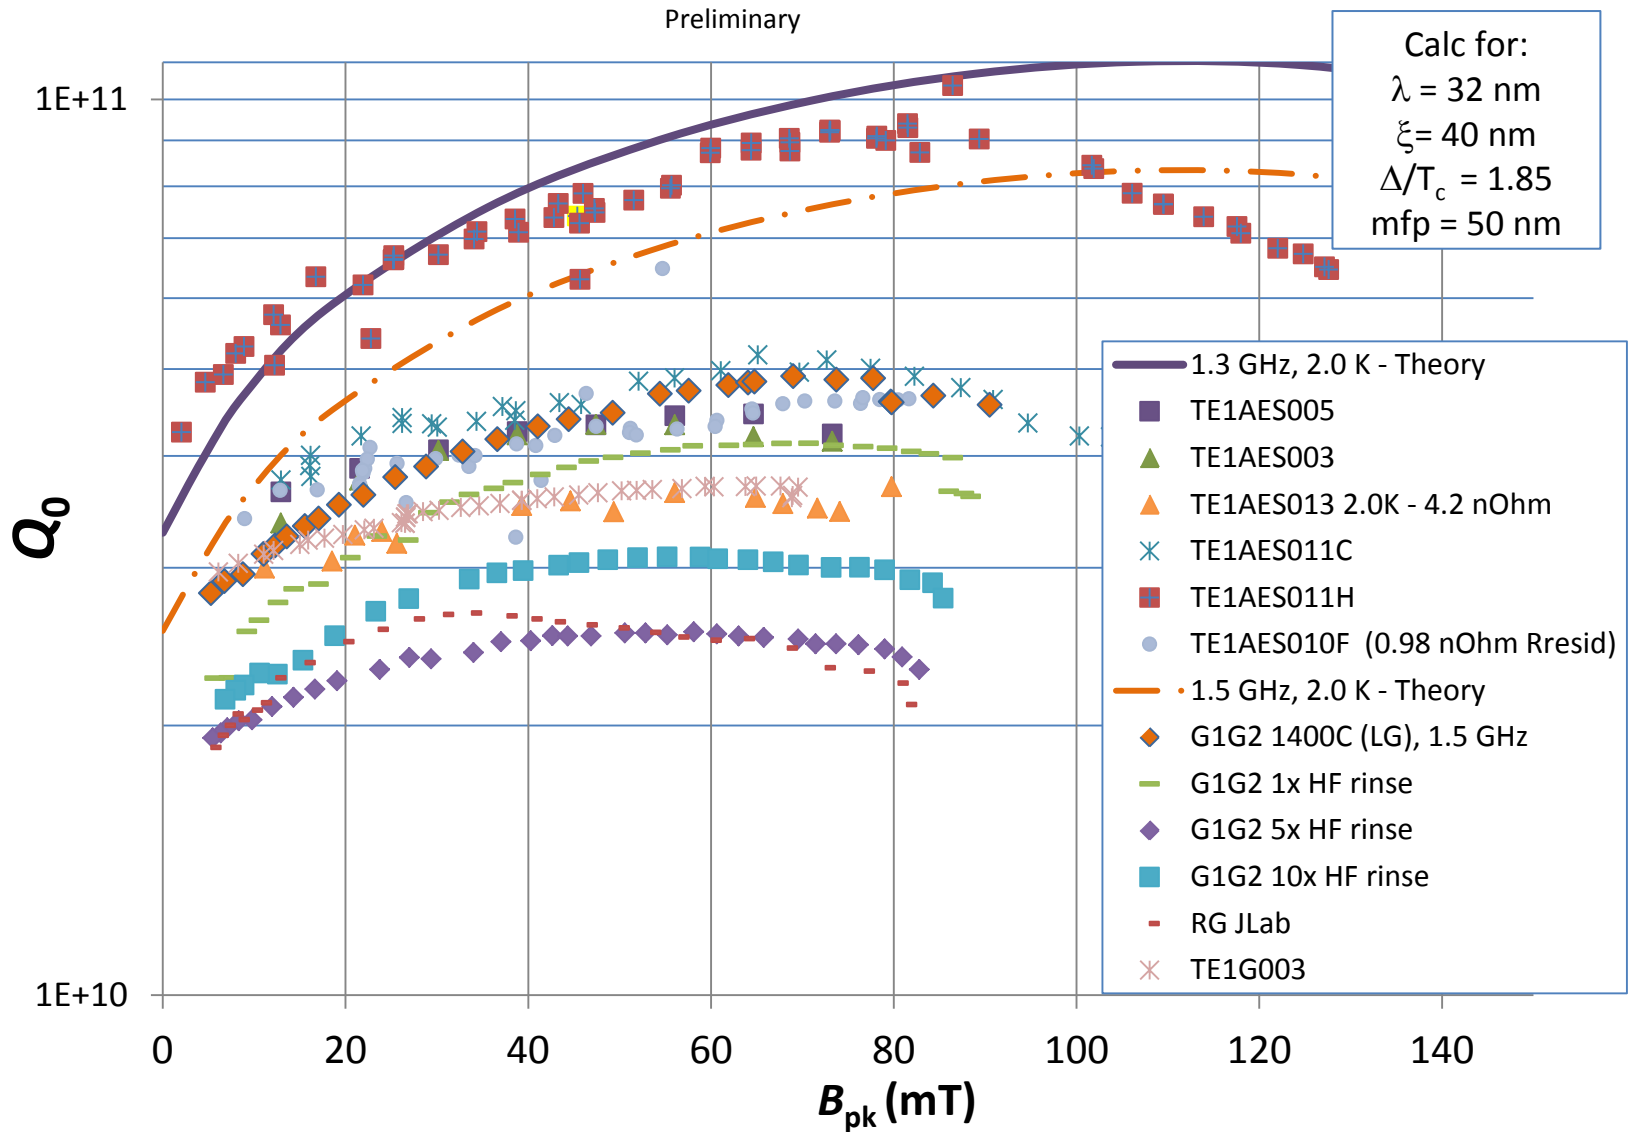 Preliminary
Calc for:
λ = 32 nm
ξ= 40 nm
Δ/Tc = 1.85
mfp = 50 nm
1E+11
1E+10
Q0
0 20 40 60 80 100 120 140
Bpk (mT)
1.3 GHz, 2.0 K - Theory
TE1AES005
TE1AES003
TE1AES013 2.0K - 4.2 nOhm
TE1AES011C
TE1AES011H
TE1AES010F (0.98 nOhm Rresid)
1.5 GHz, 2.0 K - Theory
G1G2 1400C (LG), 1.5 GHz
G1G2 1x HF rinse
G1G2 5x HF rinse
G1G2 10x HF rinse
RG JLab
TE1G003